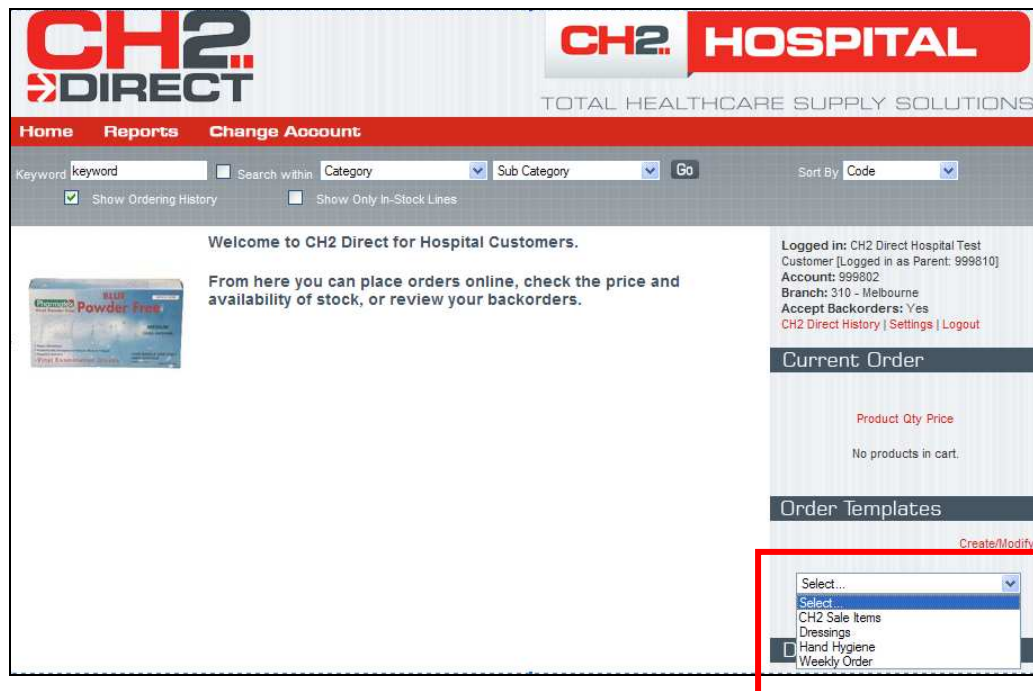 CH2..
DIRECT
CH2.. HOSPITAL
TOTAL HEALTHCARE SUPPLY SOLUTIONS
Home Reports Change Account
Keyword keyword Search within Category Sub Category Go Sort By Code
Show Ordering History Show Only In-Stock Lines
Welcome to CH2 Direct for Hospital Customers.
From here you can place orders online, check the price and
availability of stock, or review your backorders.
BLUE
Powder Free
Logged in: CH2 Direct Hospital Test
Customer [Logged in as Parent: 999810]
Account: 999802
Branch: 310 - Melbourne
Accept Backorders: Yes
CH2 Direct History | Settings | Logout
Current Order
Product Qty Price
No products in cart.
Order Templates
Create/Modify
Select...
Select...
CH2 Sale Items
Dressings
Hand Hygiene
Weekly Order